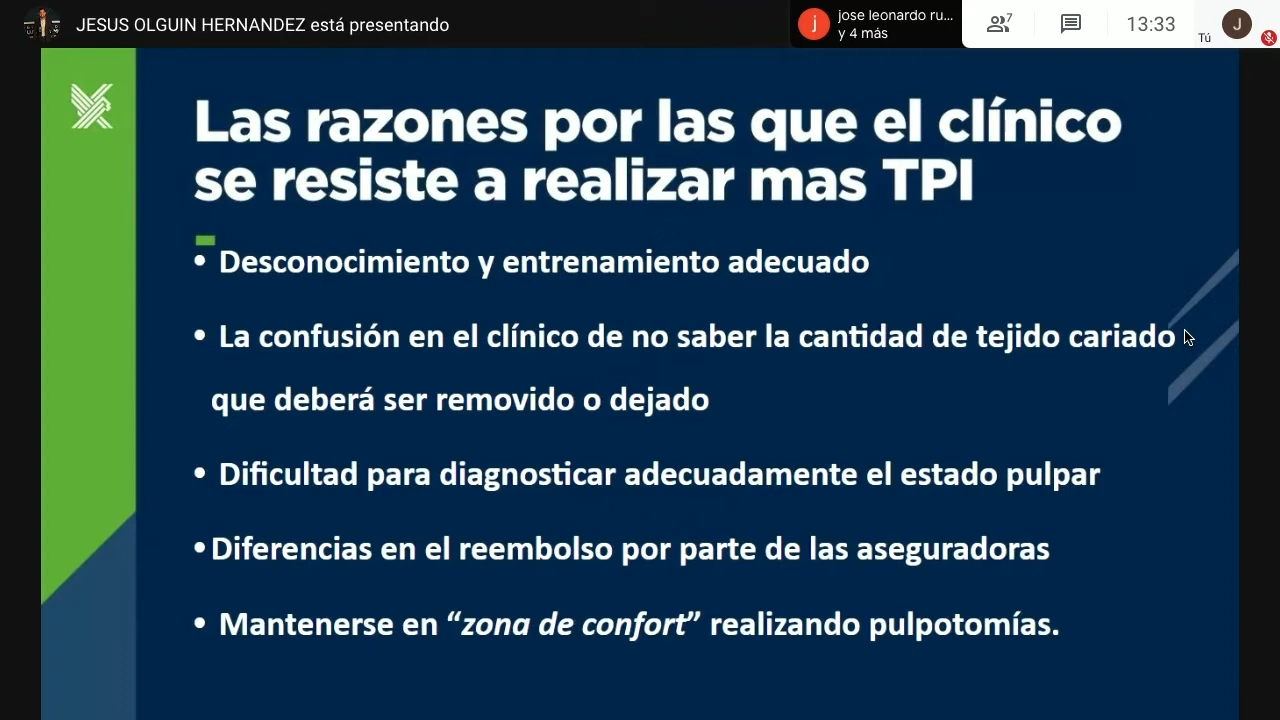 JESUS OLGUIN HERNANDEZ está presentando
j
jose leonardo ru...
y 4 más
7
13:33
Tú
J
Las razones por las que el clínico
se resiste a realizar mas TPI
• Desconocimiento y entrenamiento adecuado
• La confusión en el clínico de no saber la cantidad de tejido cariado
que deberá ser removido o dejado
• Dificultad para diagnosticar adecuadamente el estado pulpar
• Diferencias en el reembolso por parte de las aseguradoras
• Mantenerse en “zona de confort” realizando pulpotomías.